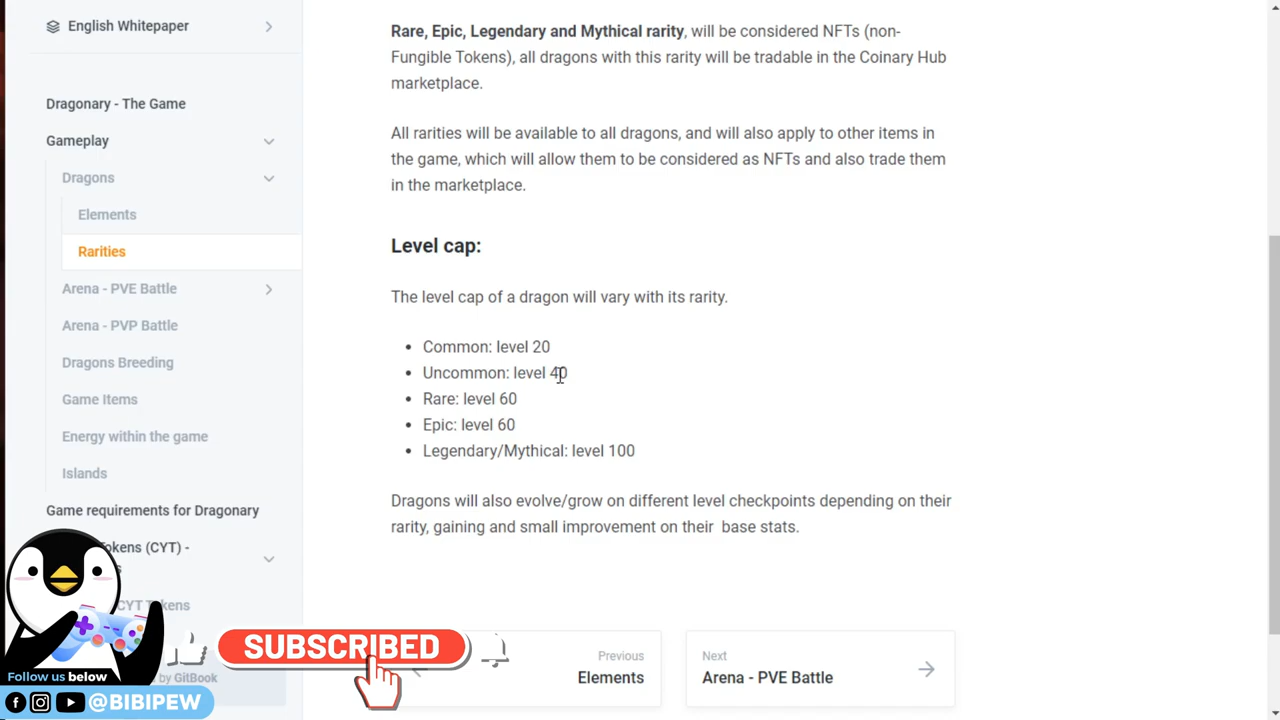 English Whitepaper
Dragonary - The Game
Gameplay
Dragons
Elements
Rarities
Arena - PVE Battle
Arena - PVP Battle
Dragons Breeding
Game Items
Energy within the game
Islands
Game requirements for Dragonary
okens (CYT) -
CYT Tokens
by GitBook
Rare, Epic, Legendary and Mythical rarity, will be considered NFTs (non-
Fungible Tokens), all dragons with this rarity will be tradable in the Coinary Hub
marketplace.
All rarities will be available to all dragons, and will also apply to other items in
the game, which will allow them to be considered as NFTs and also trade them
in the marketplace.
Level cap:
The level cap of a dragon will vary with its rarity.
• Common: level 20
• Uncommon: level 40
• Rare: level 60
• Epic: level 60
• Legendary/Mythical: level 100
Dragons will also evolve/grow on different level checkpoints depending on their
rarity, gaining and small improvement on their base stats.
Previous
Elements
Next
Arena - PVE Battle
SUBSCRIBED
Follow us below
@BIBIPEW